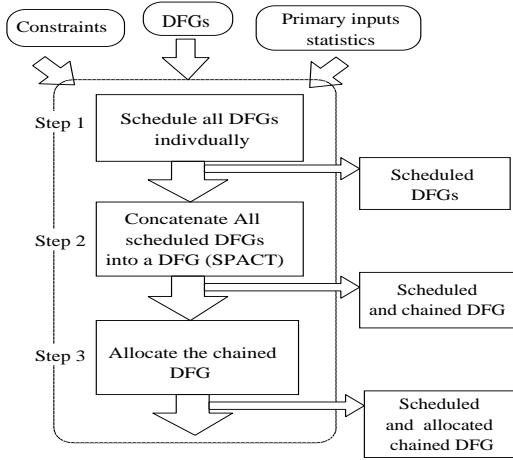 Constraints
DFGs
Primary inputs
statistics
Step 1
Schedule all DFGs
indivdually
Scheduled
DFGs
Step 2
Concatenate All
scheduled DFGs
into a DFG (SPACT)
Scheduled
and chained DFG
Step 3
Allocate the chained
DFG
Scheduled
and allocated
chained DFG